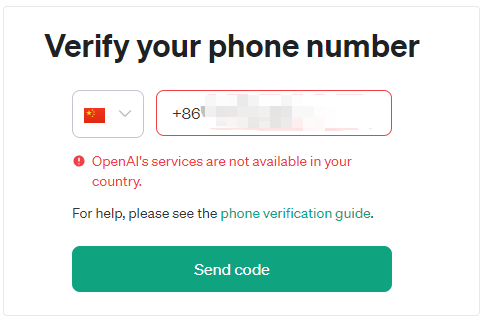 Verify your phone number
+86
OpenAI's services are not available in your
country.
For help, please see the phone verification guide.
Send code